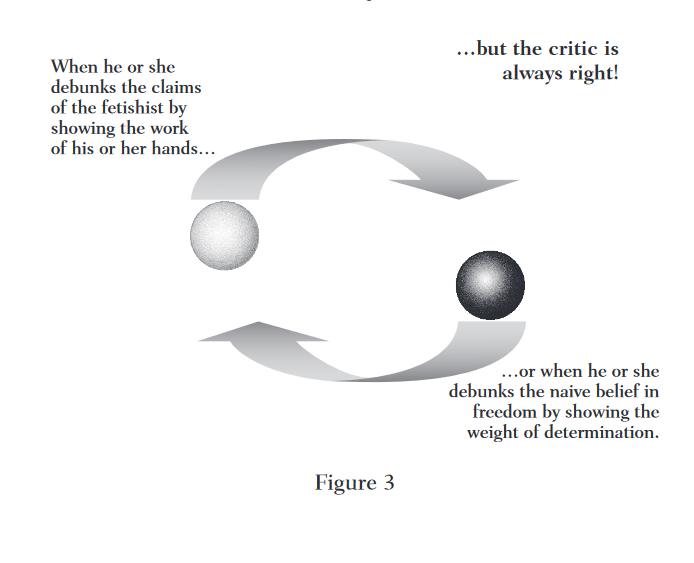 When he or she
debunks the claims
of the fetishist by
showing the work
of his or her hands…
…but the critic is
always right!
…or when he or she
debunks the naive belief in
freedom by showing the
weight of determination.
Figure 3